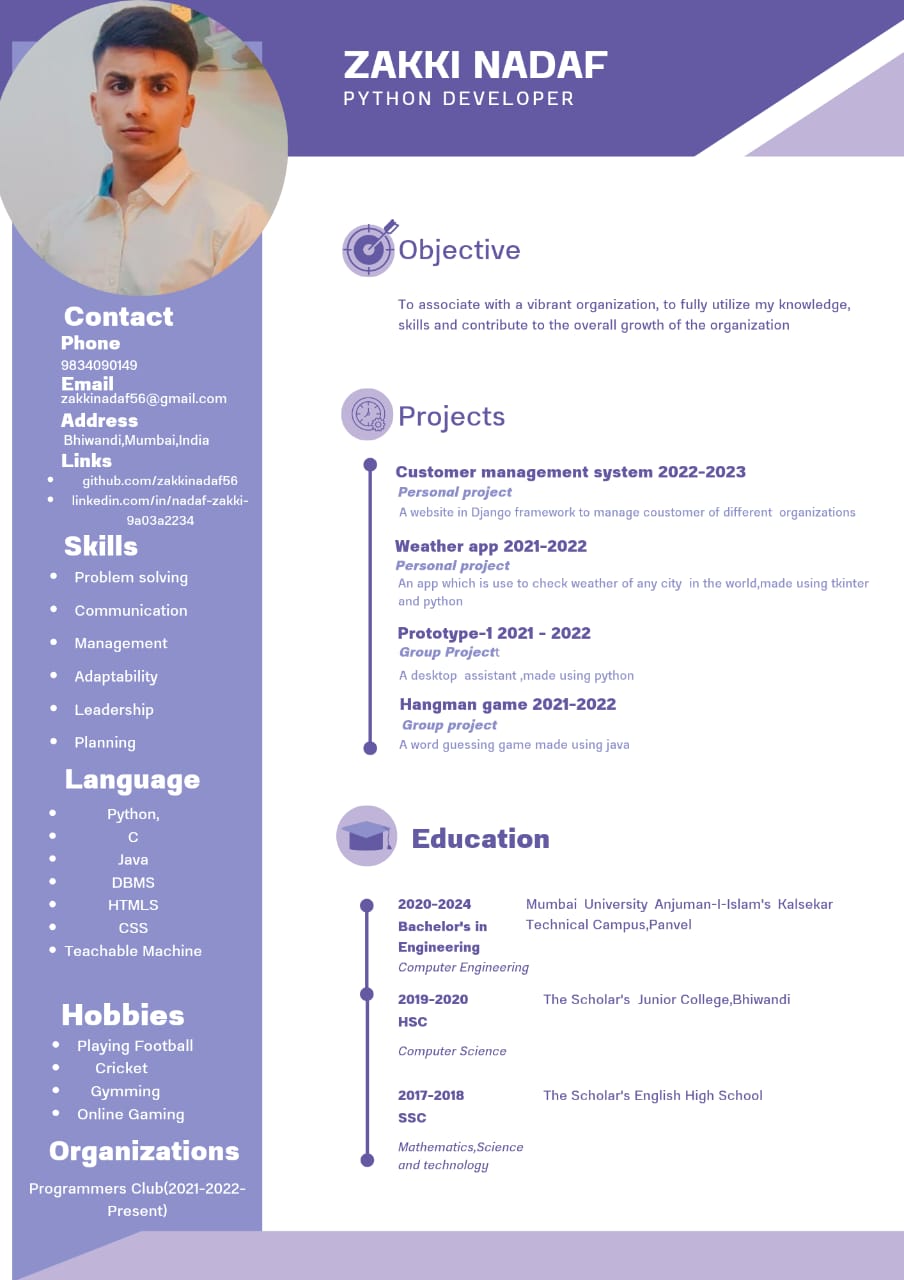 ZAKKI NADAF
PYTHON DEVELOPER
Contact
Phone
9834090149
Email
zakkinadaf56@gmail.com
Address
Bhiwandi,Mumbai,India
Links
• github.com/zakkinadaf56
• linkedin.com/in/nadaf-zakki-
9a03a2234
Skills
• Problem solving
• Communication
• Management
• Adaptability
• Leadership
• Planning
Language
• Python,
• C
• Java
• DBMS
• HTMLS
• CSS
• Teachable Machine
Hobbies
• Playing Football
• Cricket
• Gymming
• Online Gaming
Organizations
Programmers Club(2021-2022-
Present)
Objective
To associate with a vibrant organization, to fully utilize my knowledge,
skills and contribute to the overall growth of the organization
Projects
Customer management system 2022-2023
Personal project
A website in Django framework to manage coustomer of different organizations
Weather app 2021-2022
Personal project
An app which is use to check weather of any city in the world,made using tkinter
and python
Prototype-1 2021 - 2022
Group Projectt
A desktop assistant ,made using python
Hangman game 2021-2022
Group project
A word guessing game made using java
Education
2020-2024
Bachelor's in
Engineering
Computer Engineering
Mumbai University Anjuman-I-Islam's Kalsekar
Technical Campus,Panvel
2019-2020
HSC
Computer Science
The Scholar's Junior College,Bhiwandi
2017-2018
SSC
Mathematics,Science
and technology
The Scholar's English High School